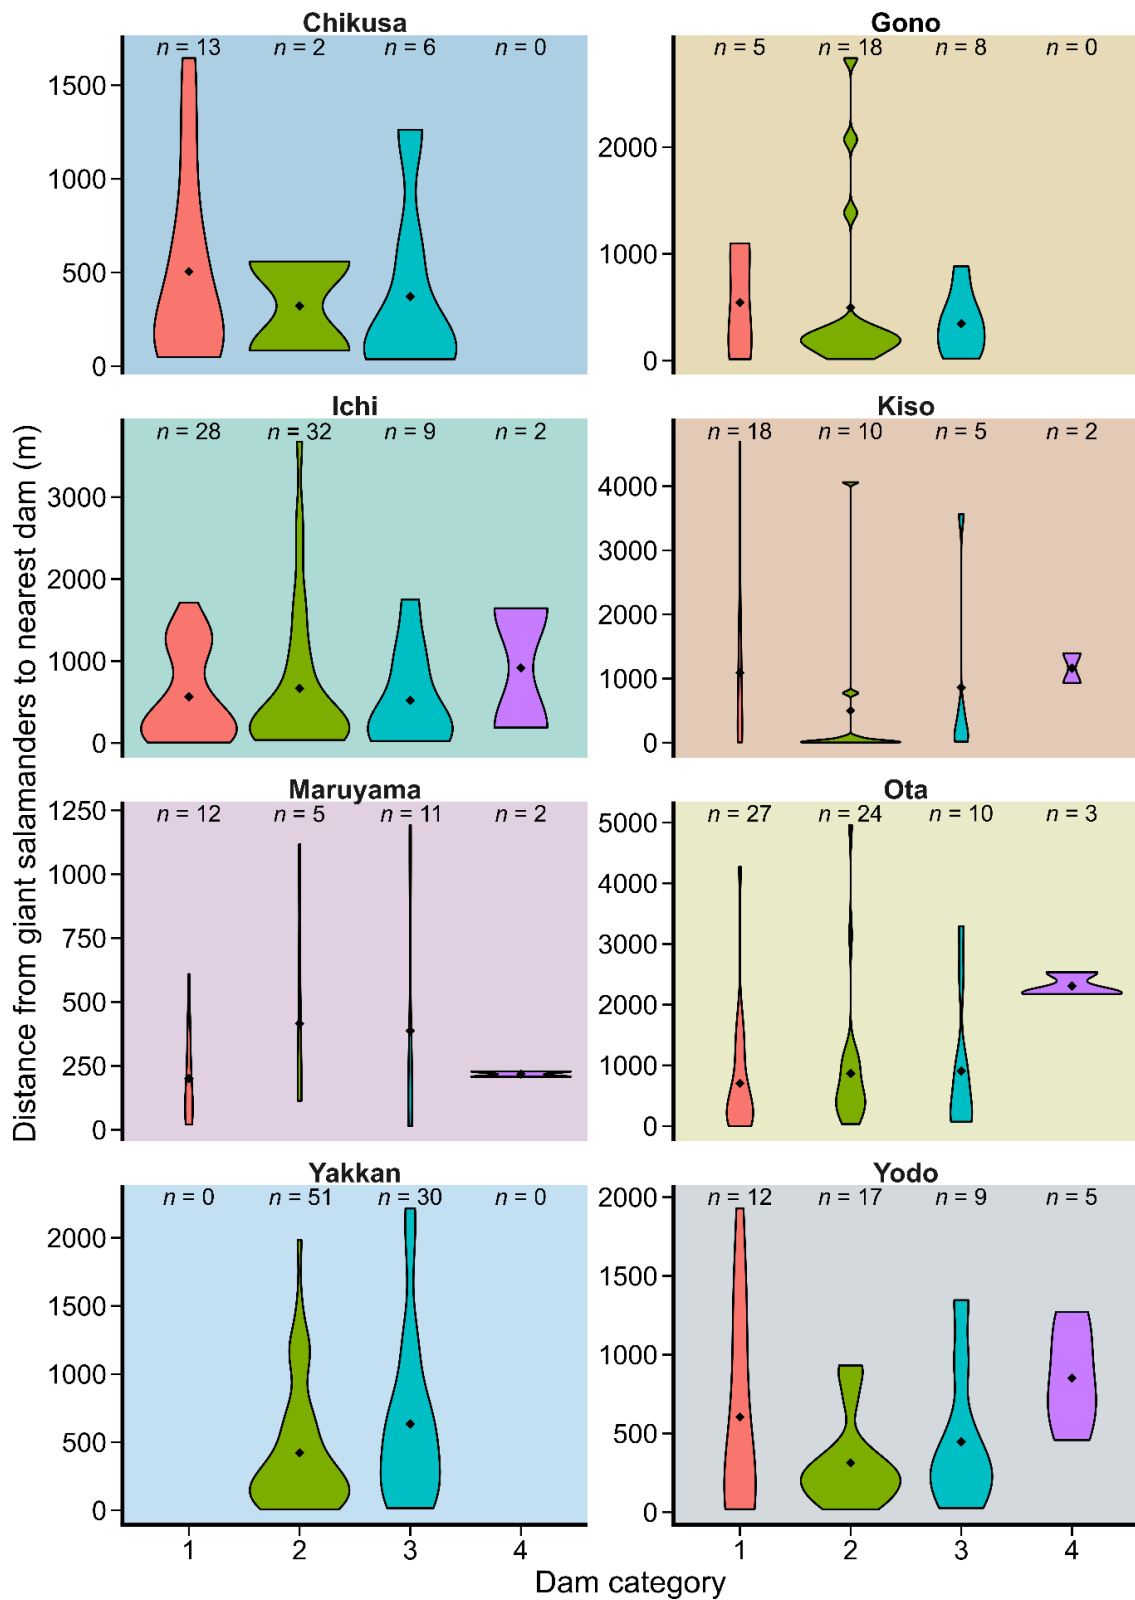 Chikusa
n = 13 n = 2 n = 6 n = 0
1500
1000
500
0
Gono
n = 5 n = 18 n = 8 n = 0
2000
1000
0
Ichi
n = 28 n = 32 n = 9 n = 2
3000
2000
1000
0
Kiso
n = 18 n = 10 n = 5 n = 2
4000
3000
2000
1000
0
Distance from giant salamanders to nearest dam (m)
Maruyama
n = 12 n = 5 n = 11 n = 2
1250
1000
750
500
250
0
Ota
n = 27 n = 24 n = 10 n = 3
5000
4000
3000
2000
1000
0
Yakkan
n = 0 n = 51 n = 30 n = 0
2000
1500
1000
500
0
1 2 3 4
Yodo
n = 12 n = 17 n = 9 n = 5
2000
1500
1000
500
0
1 2 3 4
Dam category